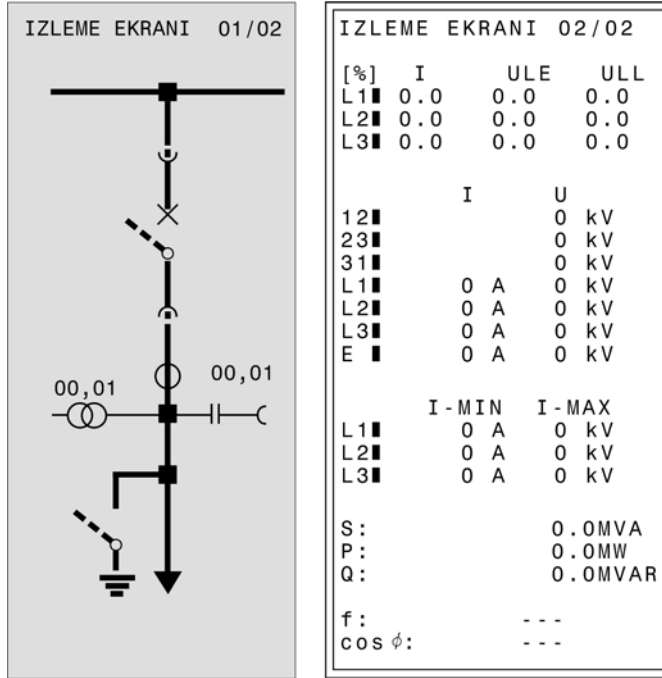 IZLEME EKRANI 01/02
00,01
00,01
IZLEME EKRANI 02/02
[%] I ULE ULL
L1 0.0 0.0 0.0
L2 0.0 0.0 0.0
L3 0.0 0.0 0.0
I U
12 0 kV
23 0 kV
31 0 kV
L1 0 A 0 kV
L2 0 A 0 kV
L3 0 A 0 kV
E 0 A 0 kV
I-MIN I-MAX
L1 0 A 0 kV
L2 0 A 0 kV
L3 0 A 0 kV
S: 0.0MVA
P: 0.0MW
Q: 0.0MVAR
f: ---
cos ϕ: ---